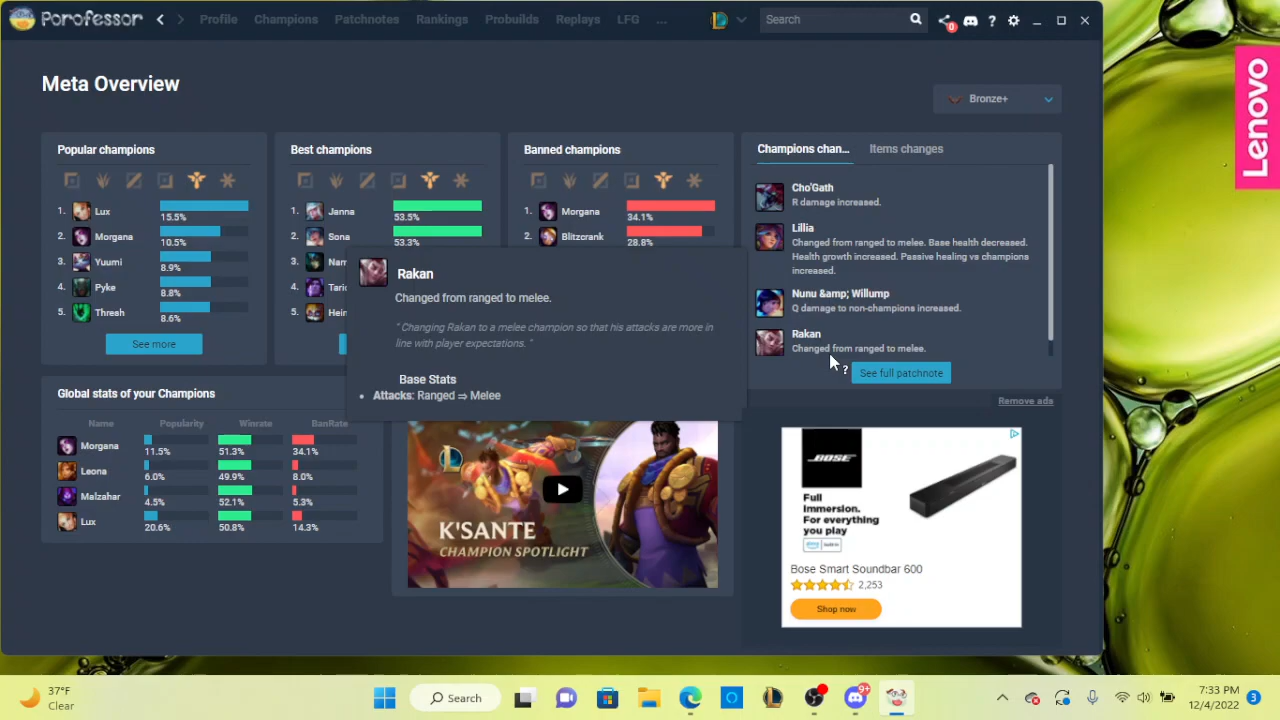 Porofessor
Profile
Champions
Patchnotes
Rankings
Probuilds
Replays
LFG
...
Search
0
?
Meta Overview
Bronze+
Popular champions
1. Lux 15.5%
2. Morgana 10.5%
3. Yuumi 8.9%
4. Pyke 8.8%
5. Thresh 8.6%
See more
Best champions
1. Janna 53.5%
2. Sona 53.3%
3. Nam
4. Taric
5. Heim
Banned champions
1. Morgana 34.1%
2. Blitzcrank 28.8%
Rakan
Changed from ranged to melee.
" Changing Rakan to a melee champion so that his attacks are more in
line with player expectations. "
Base Stats
• Attacks: Ranged ⇒ Melee
Champions chan...
Items changes
Cho'Gath
R damage increased.
Lillia
Changed from ranged to melee. Base health decreased.
Health growth increased. Passive healing vs champions
increased.
Nunu &amp; Willump
Q damage to non-champions increased.
Rakan
Changed from ranged to melee.
?
See full patchnote
Remove ads
Global stats of your Champions
Name Popularity Winrate BanRate
Morgana 11.5% 51.3% 34.1%
Leona 6.0% 49.9% 8.0%
Malzahar 4.5% 52.1% 5.3%
Lux 20.6% 50.8% 14.3%
K'SANTE
CHAMPION SPOTLIGHT
BOSE
Full
Immersion.
For everything
you play
Bose Smart Soundbar 600
2,253
Shop now
Lenovo
37°F
Clear
Search
9+
7:33 PM
12/4/2022
3